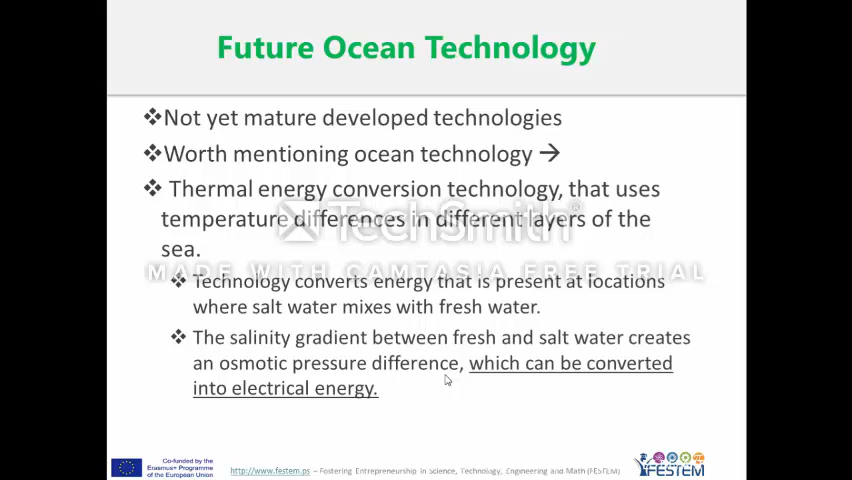 Future Ocean Technology
❖Not yet mature developed technologies
❖Worth mentioning ocean technology →
❖ Thermal energy conversion technology, that uses
temperature differences in different layers of the
sea.
TechSmith®
MADE WITH CAMTASIA FREE TRIAL
❖ Technology converts energy that is present at locations
where salt water mixes with fresh water.
❖ The salinity gradient between fresh and salt water creates
an osmotic pressure difference, which can be converted
into electrical energy.
Co-funded by the
Erasmus+ Programme
of the European Union
http://www.festem.ps – Fostering Entrepreneurship in Science, Technology, Engineering and Math (FESTEM)
FESTEM